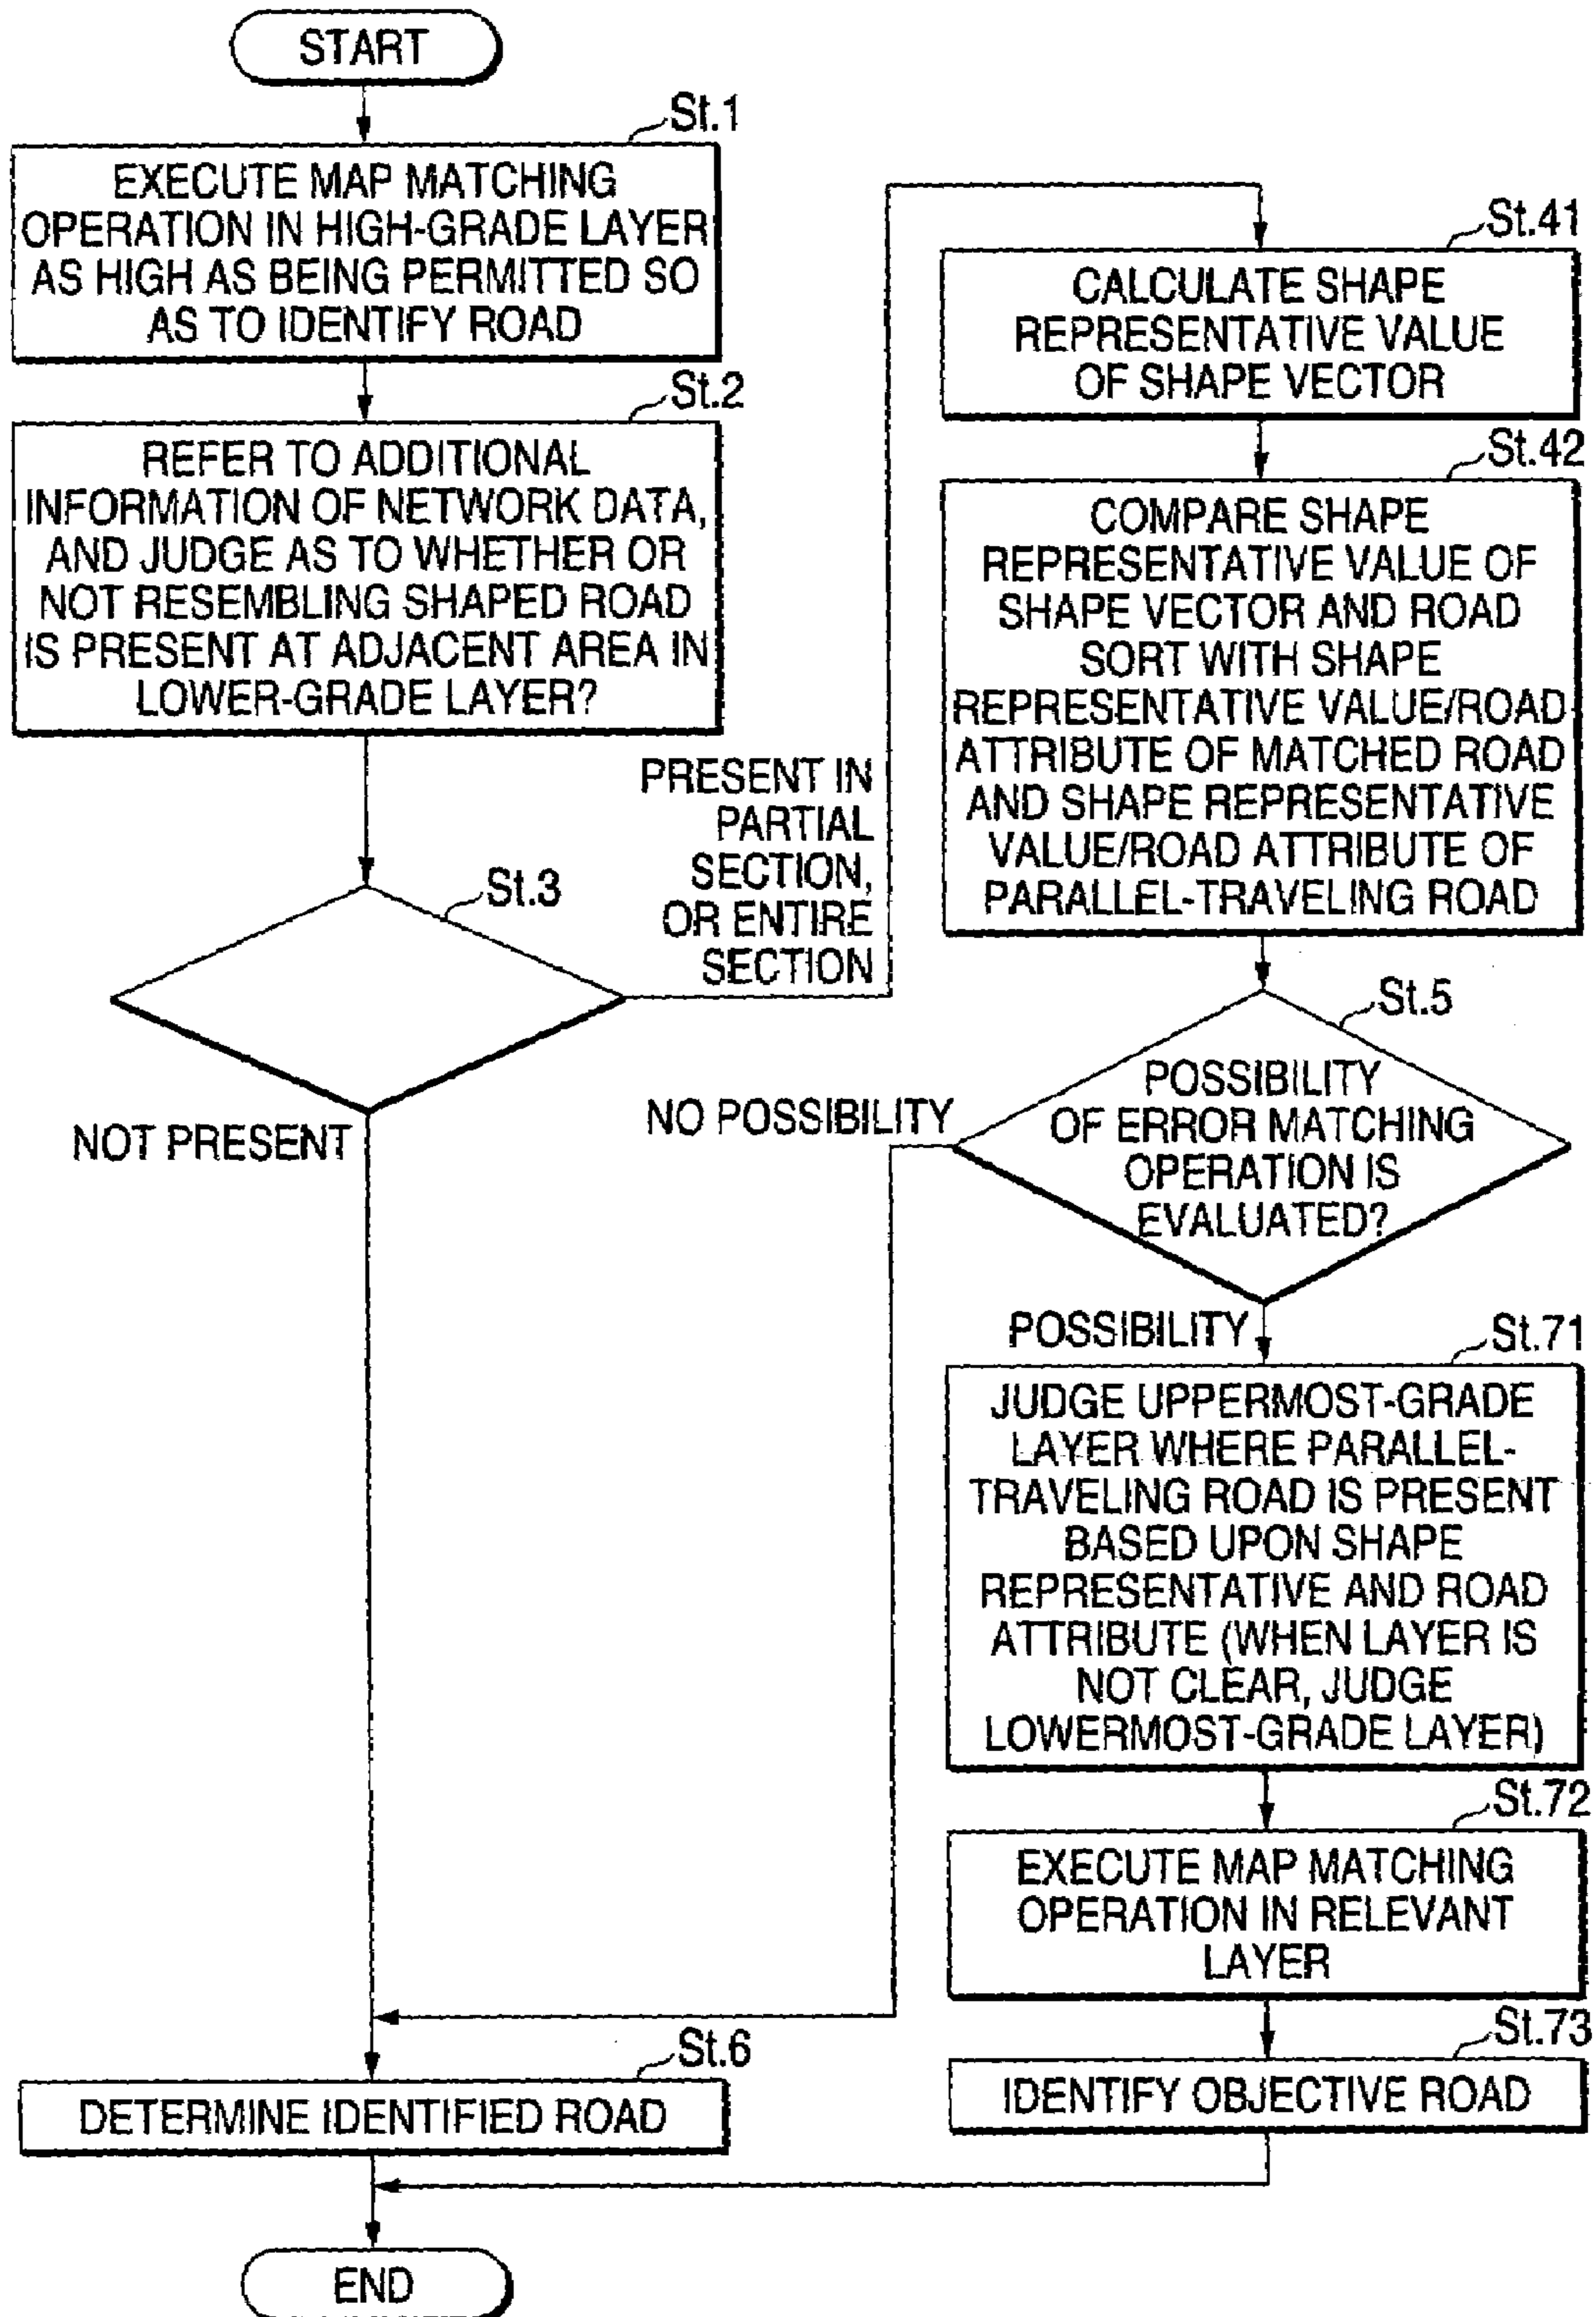 START
St.1
EXECUTE MAP MATCHING
OPERATION IN HIGH-GRADE LAYER
AS HIGH AS BEING PERMITTED SO
AS TO IDENTIFY ROAD
St.2
REFER TO ADDITIONAL
INFORMATION OF NETWORK DATA,
AND JUDGE AS TO WHETHER OR
NOT RESEMBLING SHAPED ROAD
IS PRESENT AT ADJACENT AREA IN
LOWER-GRADE LAYER?
St.3
PRESENT IN
PARTIAL
SECTION,
OR ENTIRE
SECTION
NOT PRESENT
St.41
CALCULATE SHAPE
REPRESENTATIVE VALUE
OF SHAPE VECTOR
St.42
COMPARE SHAPE
REPRESENTATIVE VALUE OF
SHAPE VECTOR AND ROAD
SORT WITH SHAPE
REPRESENTATIVE VALUE/ROAD
ATTRIBUTE OF MATCHED ROAD
AND SHAPE REPRESENTATIVE
VALUE/ROAD ATTRIBUTE OF
PARALLEL-TRAVELING ROAD
St.5
POSSIBILITY
OF ERROR MATCHING
OPERATION IS
EVALUATED?
NO POSSIBILITY
POSSIBILITY
St.71
JUDGE UPPERMOST-GRADE
LAYER WHERE PARALLEL-
TRAVELING ROAD IS PRESENT
BASED UPON SHAPE
REPRESENTATIVE AND ROAD
ATTRIBUTE (WHEN LAYER IS
NOT CLEAR, JUDGE
LOWERMOST-GRADE LAYER)
St.72
EXECUTE MAP MATCHING
OPERATION IN RELEVANT
LAYER
St.73
IDENTIFY OBJECTIVE ROAD
St.6
DETERMINE IDENTIFIED ROAD
END